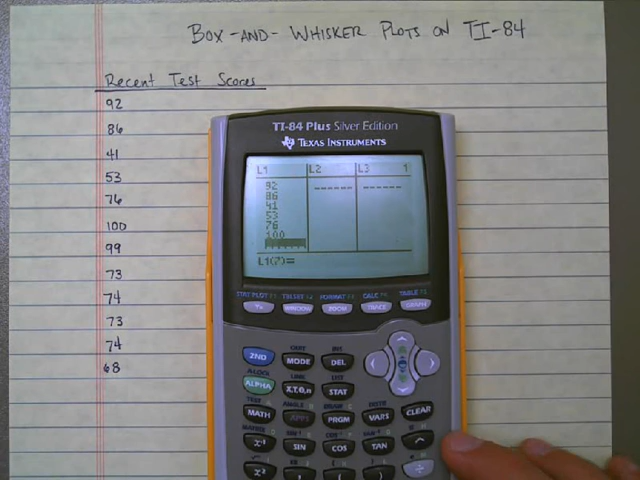 BOX-AND-WHISKER PLOTS ON TI-84
Recent Test Scores
92
86
41
53
76
100
99
73
74
73
74
68
TI-84 Plus Silver Edition
TEXAS INSTRUMENTS
L1 L2 L3 1
92 ------ ------
86
41
53
76
100
------
L1(7)=
STAT PLOT F1 TBLSET F2 FORMAT F3 CALC F4 TABLE F5
Y= WINDOW ZOOM TRACE GRAPH
QUIT INS
2ND MODE DEL
A-LOCK LINK LIST
ALPHA X,T,θ,n STAT
TEST ANGLE DRAW DISTR
MATH APPS PRGM VARS CLEAR
x⁻¹ SIN COS TAN ^
x² , ( ) ÷